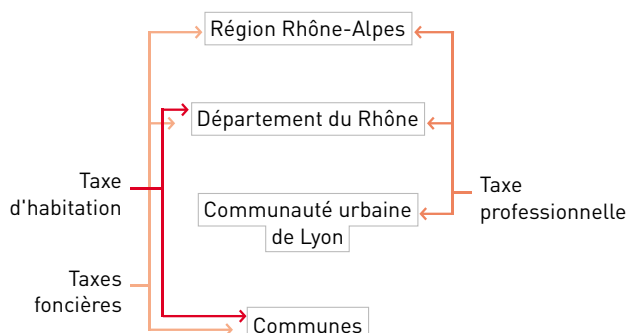 Région Rhône-Alpes
Département du Rhône
Taxe
d'habitation
Communauté urbaine
de Lyon
Taxe
professionnelle
Taxes
foncières
Communes